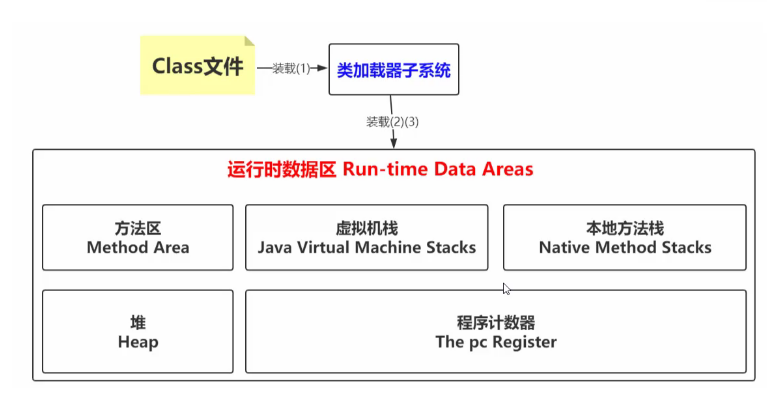 Class文件
装载(1)
类加载器子系统
装载(2)(3)
运行时数据区 Run-time Data Areas
方法区
Method Area
虚拟机栈
Java Virtual Machine Stacks
本地方法栈
Native Method Stacks
堆
Heap
程序计数器
The pc Register